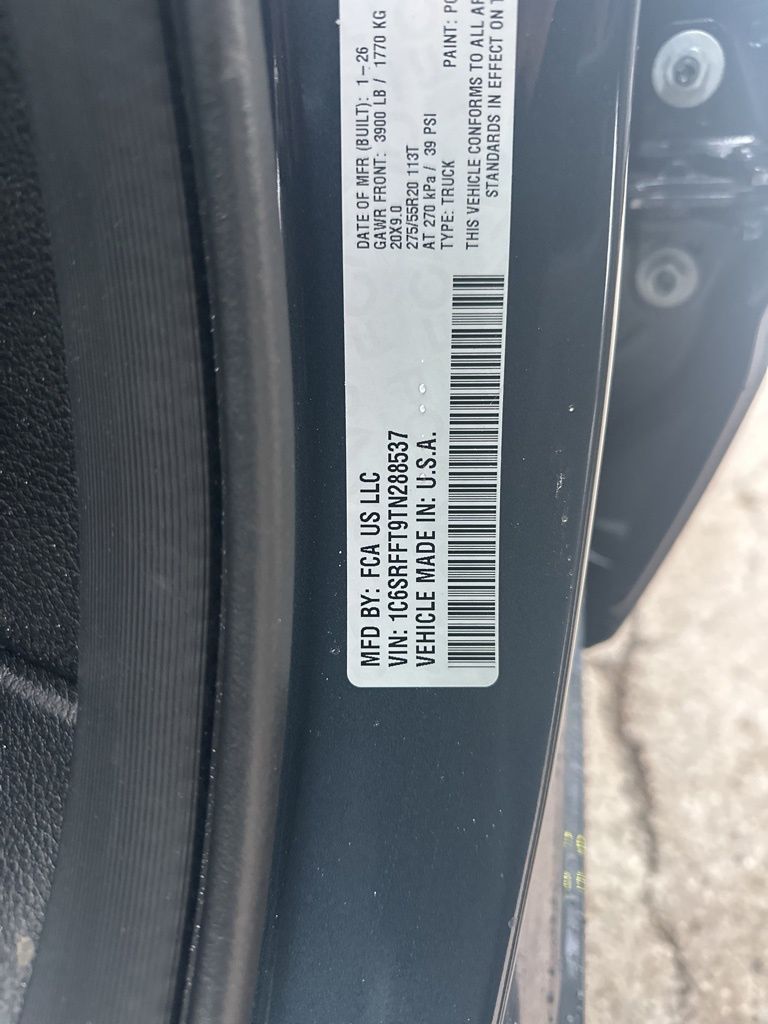 MFD BY: FCA US LLC
VIN: 1C6SRFFT9TN288537
VEHICLE MADE IN: U.S.A.
DATE OF MFR (BUILT): 1-26
GAWR FRONT: 3900 LB / 1770 KG
20X9.0
275/55R20 113T
AT 270 kPa / 39 PSI
TYPE: TRUCK
PAINT:
THIS VEHICLE CONFORMS TO ALL
STANDARDS IN EFFECT ON